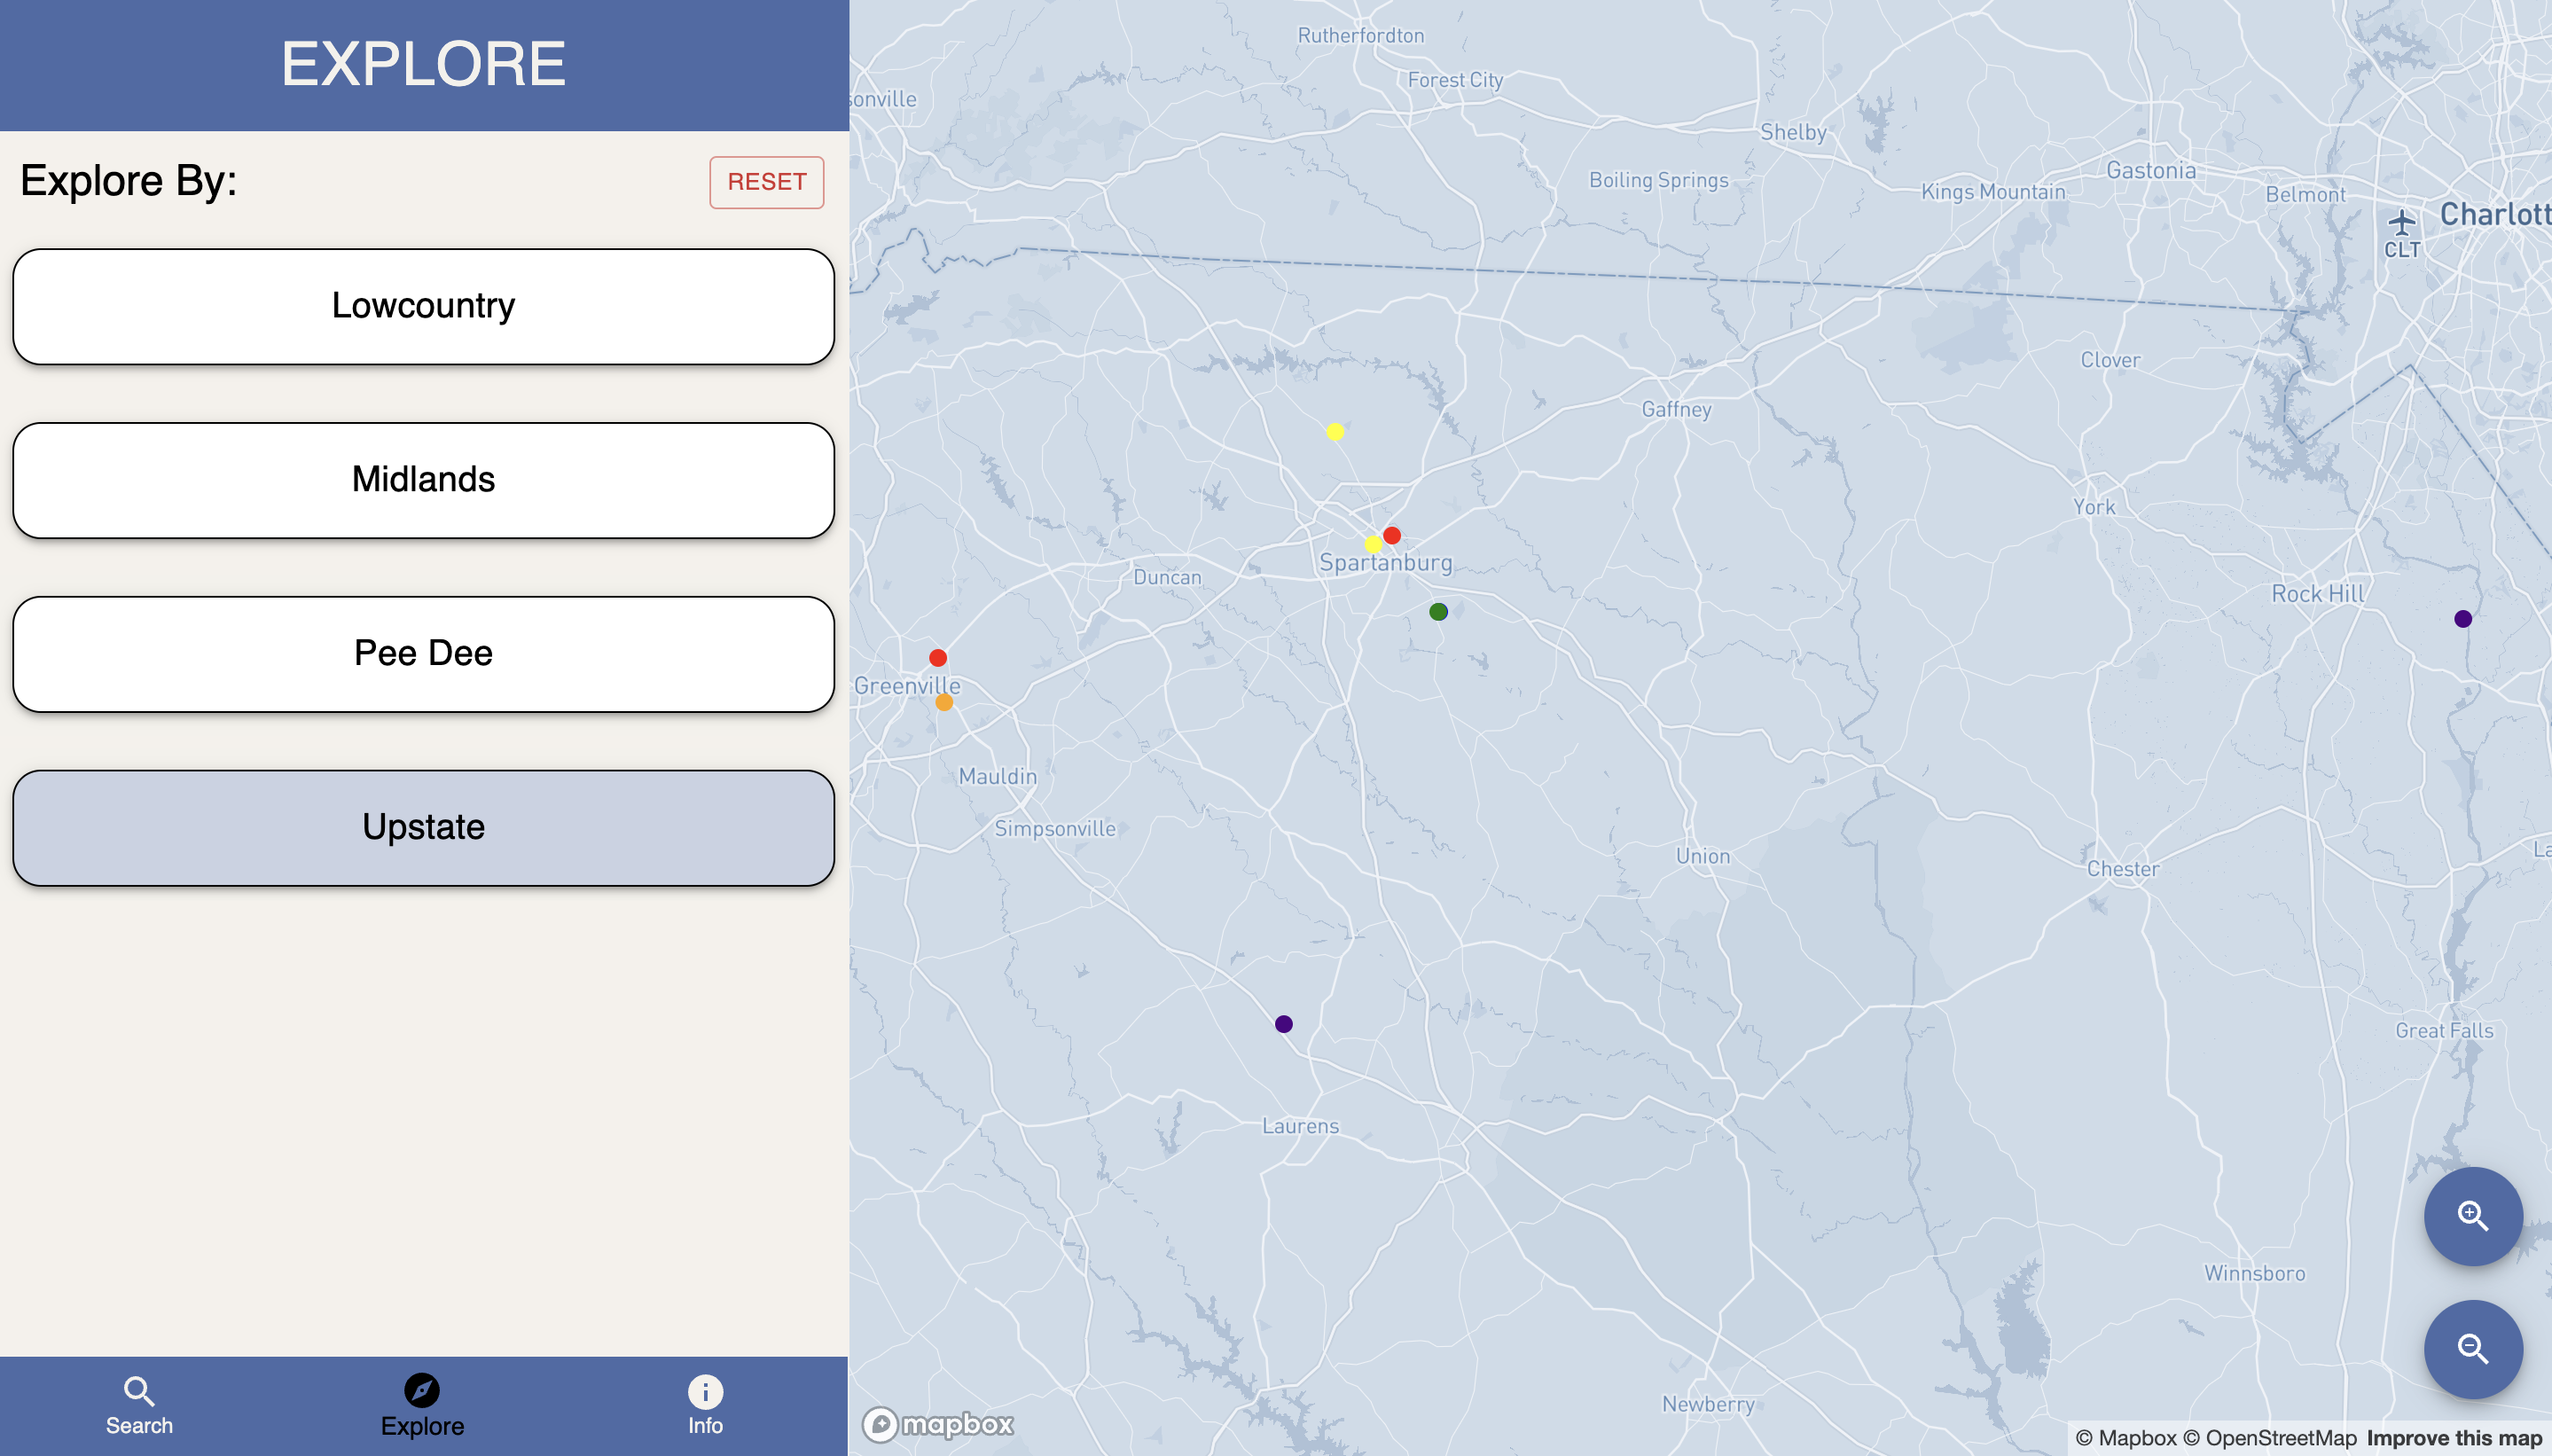 EXPLORE
Explore By:
RESET
Lowcountry
Midlands
Pee Dee
Upstate
Search
Explore
Info
Rutherfordton
Forest City
sonville
Shelby
Boiling Springs
Kings Mountain
Gastonia
Belmont
Charlott
CLT
Clover
Gaffney
York
Spartanburg
Duncan
Rock Hill
Greenville
Mauldin
Simpsonville
Union
Chester
La
Great Falls
Laurens
Winnsboro
Newberry
mapbox
© Mapbox © OpenStreetMap Improve this map